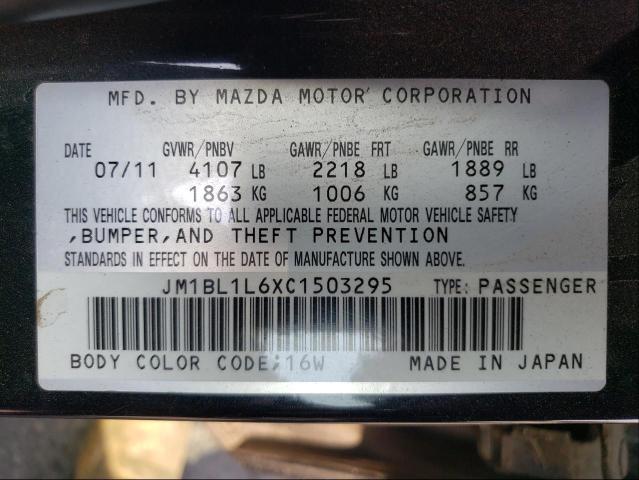 MFD. BY MAZDA MOTOR CORPORATION
DATE GVWR/PNBV GAWR/PNBE FRT GAWR/PNBE RR
07/11 4107 LB 2218 LB 1889 LB
1863 KG 1006 KG 857 KG
THIS VEHICLE CONFORMS TO ALL APPLICABLE FEDERAL MOTOR VEHICLE SAFETY
,BUMPER,AND THEFT PREVENTION
STANDARDS IN EFFECT ON THE DATE OF MANUFACTURE SHOWN ABOVE.
JM1BL1L6XC1503295 TYPE: PASSENGER
BODY COLOR CODE;16W MADE IN JAPAN